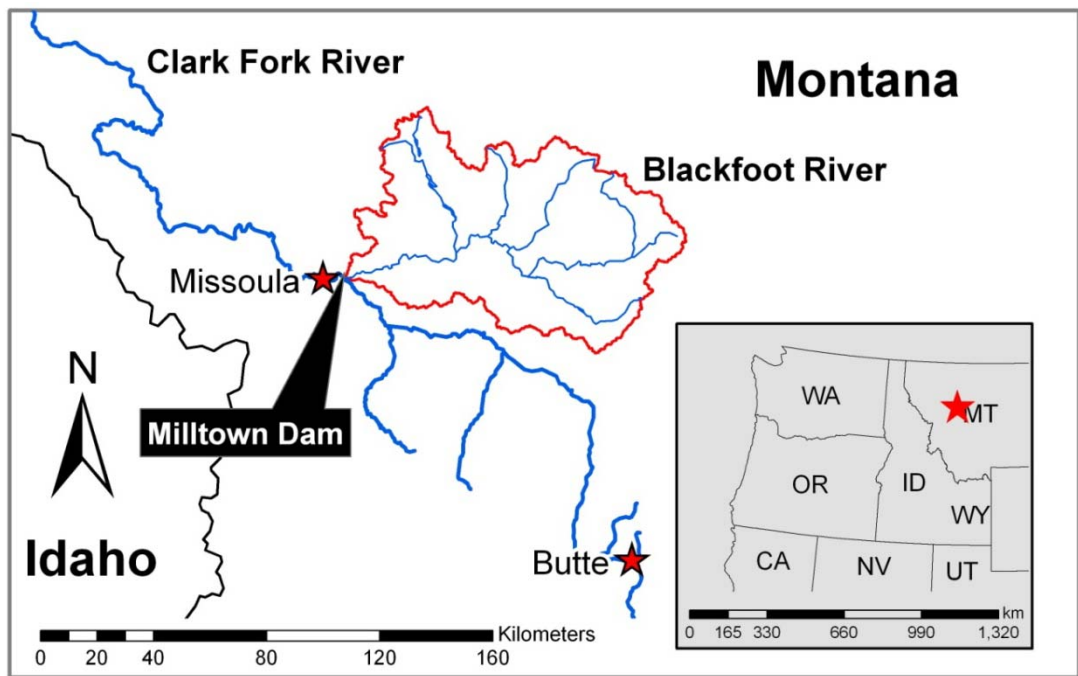 Clark Fork River
Montana
Blackfoot River
Missoula
N
Milltown Dam
Idaho
Butte
Kilometers
0 20 40 80 120 160
WA
MT
OR
ID
WY
CA
NV
UT
km
0 165 330 660 990 1,320